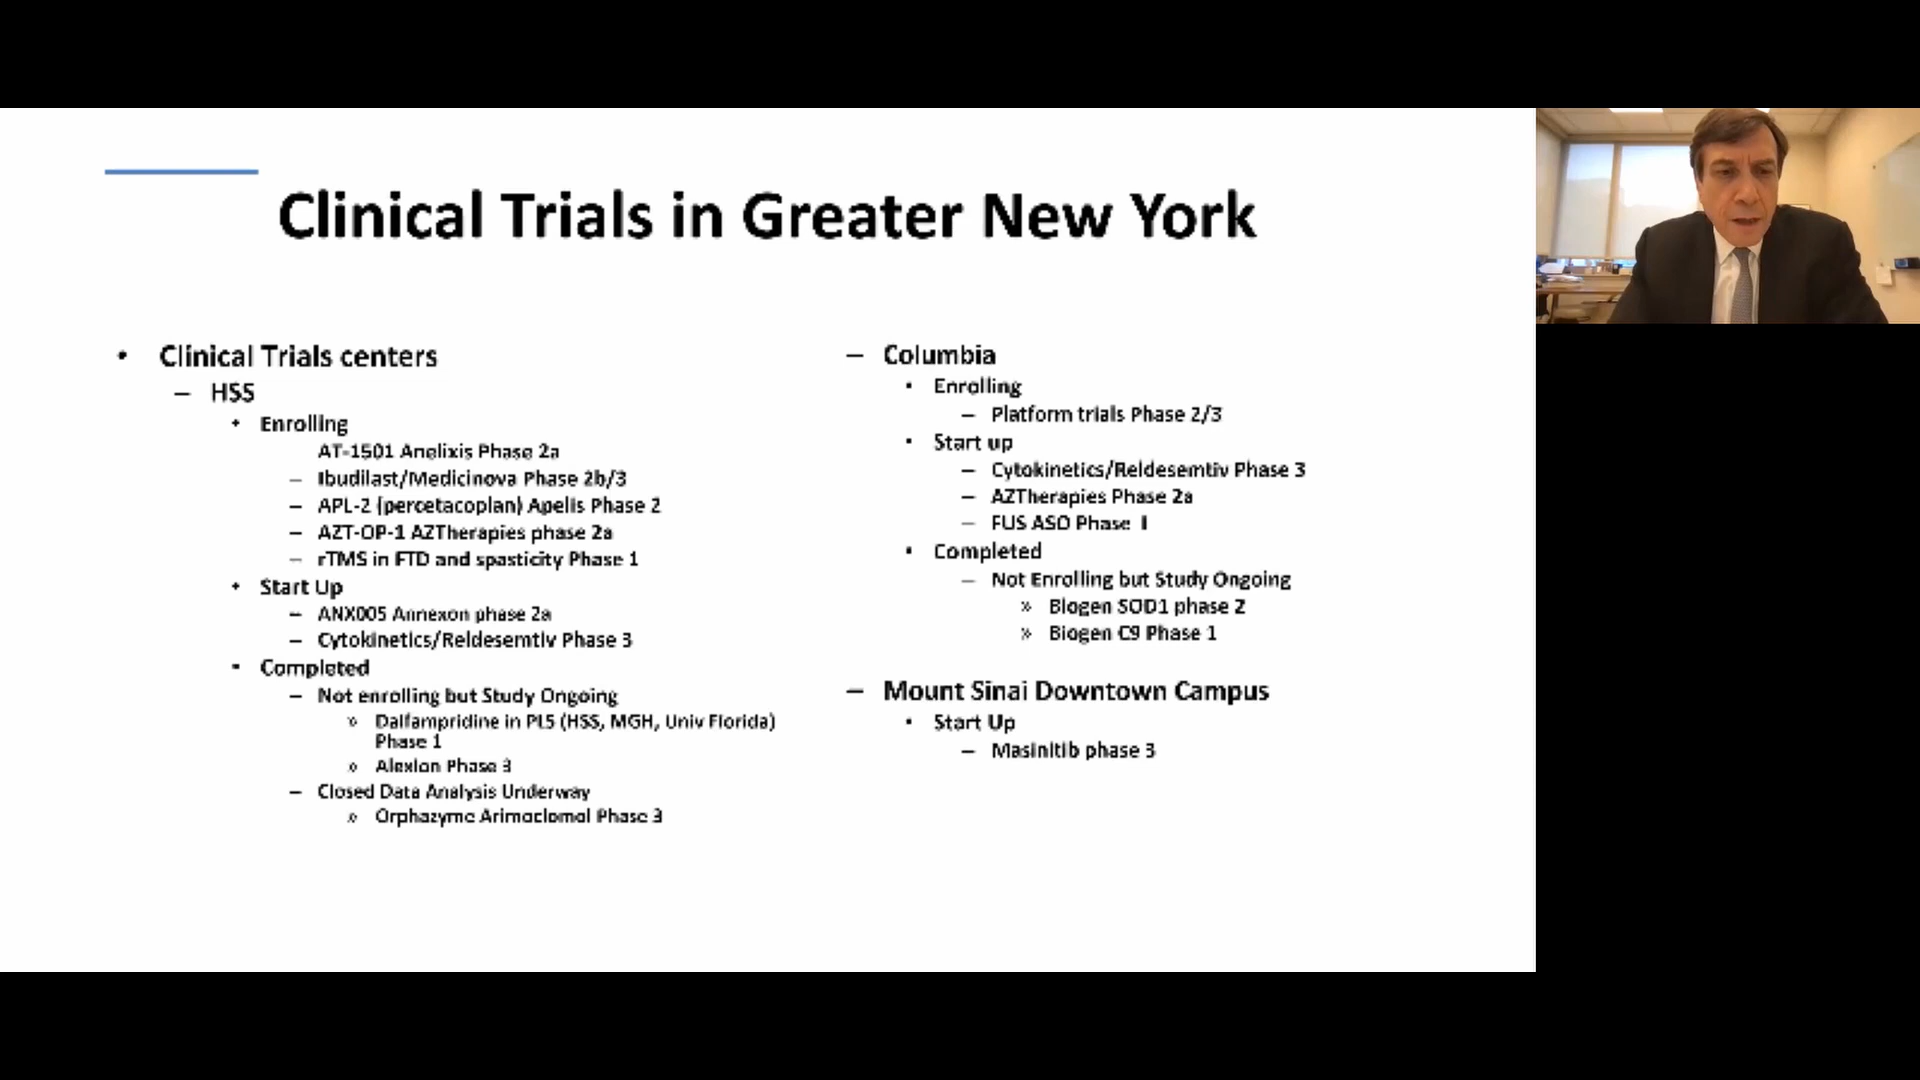 Clinical Trials in Greater New York
• Clinical Trials centers
– HSS
• Enrolling
AT-1501 Anelixis Phase 2a
– Ibudilast/Medicinova Phase 2b/3
– APL-2 (percetacoplan) Apelis Phase 2
– AZT-OP-1 AZTherapies phase 2a
– rTMS in FTD and spasticity Phase 1
• Start Up
– ANX005 Annexon phase 2a
– Cytokinetics/Reldesemtiv Phase 3
• Completed
– Not enrolling but Study Ongoing
» Dalfampridine in PLS (HSS, MGH, Univ Florida)
Phase 1
» Alexion Phase 3
– Closed Data Analysis Underway
» Orphazyme Arimoclomol Phase 3
– Columbia
• Enrolling
– Platform trials Phase 2/3
• Start up
– Cytokinetics/Reldesemtiv Phase 3
– AZTherapies Phase 2a
– FUS ASO Phase I
• Completed
– Not Enrolling but Study Ongoing
» Biogen SOD1 phase 2
» Biogen C9 Phase 1
– Mount Sinai Downtown Campus
• Start Up
– Masinitib phase 3